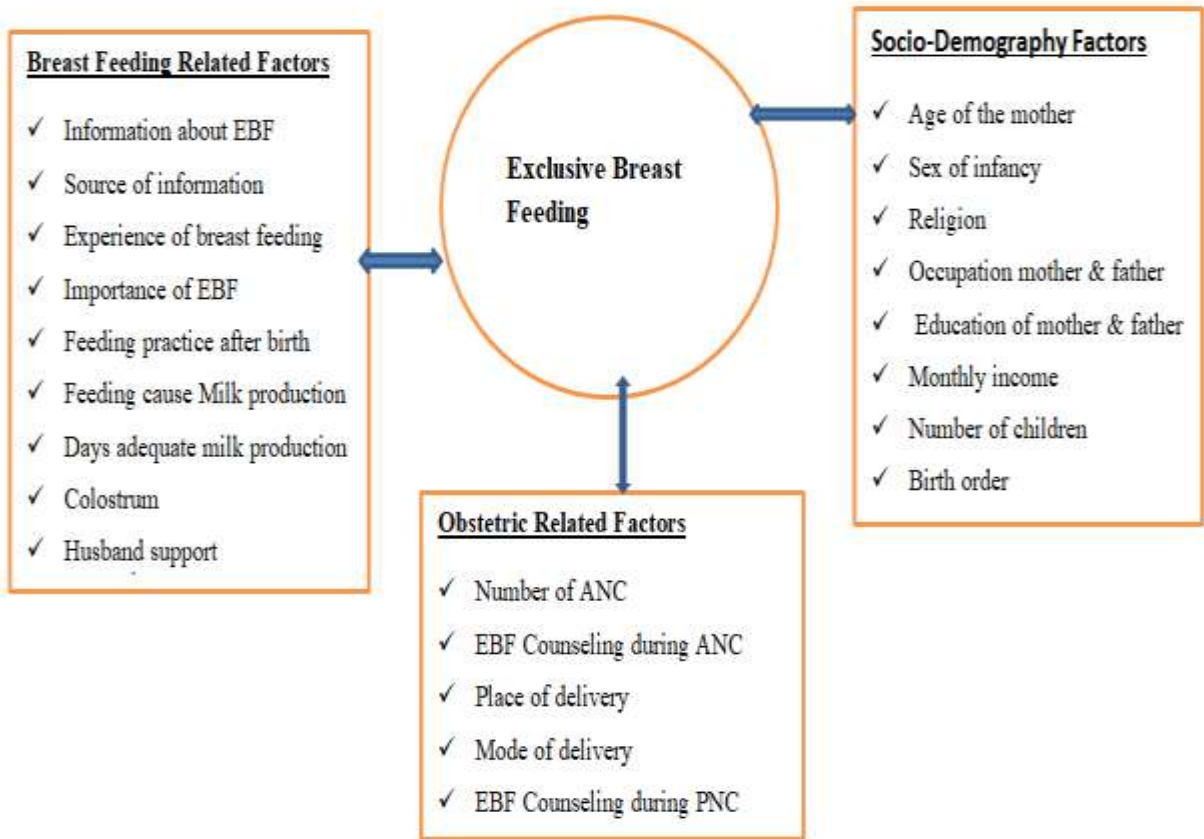 Breast Feeding Related Factors
✓ Information about EBF
✓ Source of information
✓ Experience of breast feeding
✓ Importance of EBF
✓ Feeding practice after birth
✓ Feeding cause Milk production
✓ Days adequate milk production
✓ Colostrum
✓ Husband support
Exclusive Breast
Feeding
Socio-Demography Factors
✓ Age of the mother
✓ Sex of infancy
✓ Religion
✓ Occupation mother & father
✓ Education of mother & father
✓ Monthly income
✓ Number of children
✓ Birth order
Obstetric Related Factors
✓ Number of ANC
✓ EBF Counseling during ANC
✓ Place of delivery
✓ Mode of delivery
✓ EBF Counseling during PNC